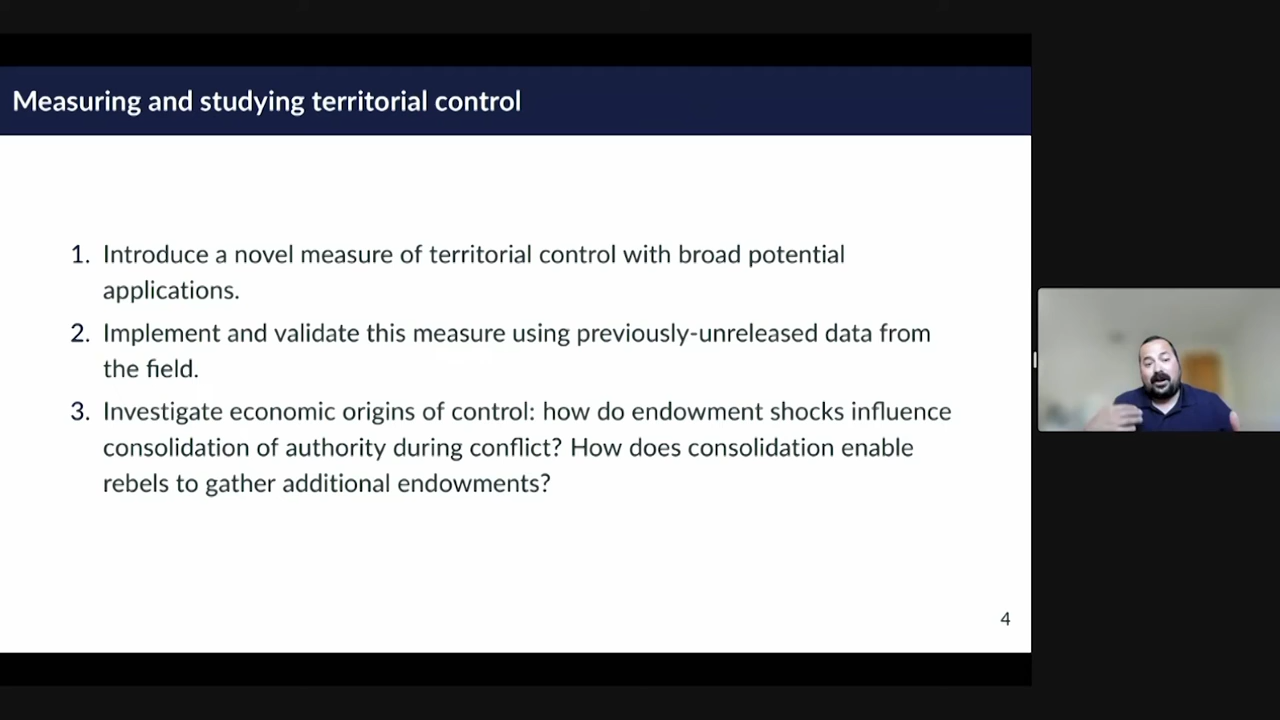 Measuring and studying territorial control
1. Introduce a novel measure of territorial control with broad potential
applications.
2. Implement and validate this measure using previously-unreleased data from
the field.
3. Investigate economic origins of control: how do endowment shocks influence
consolidation of authority during conflict? How does consolidation enable
rebels to gather additional endowments?
4